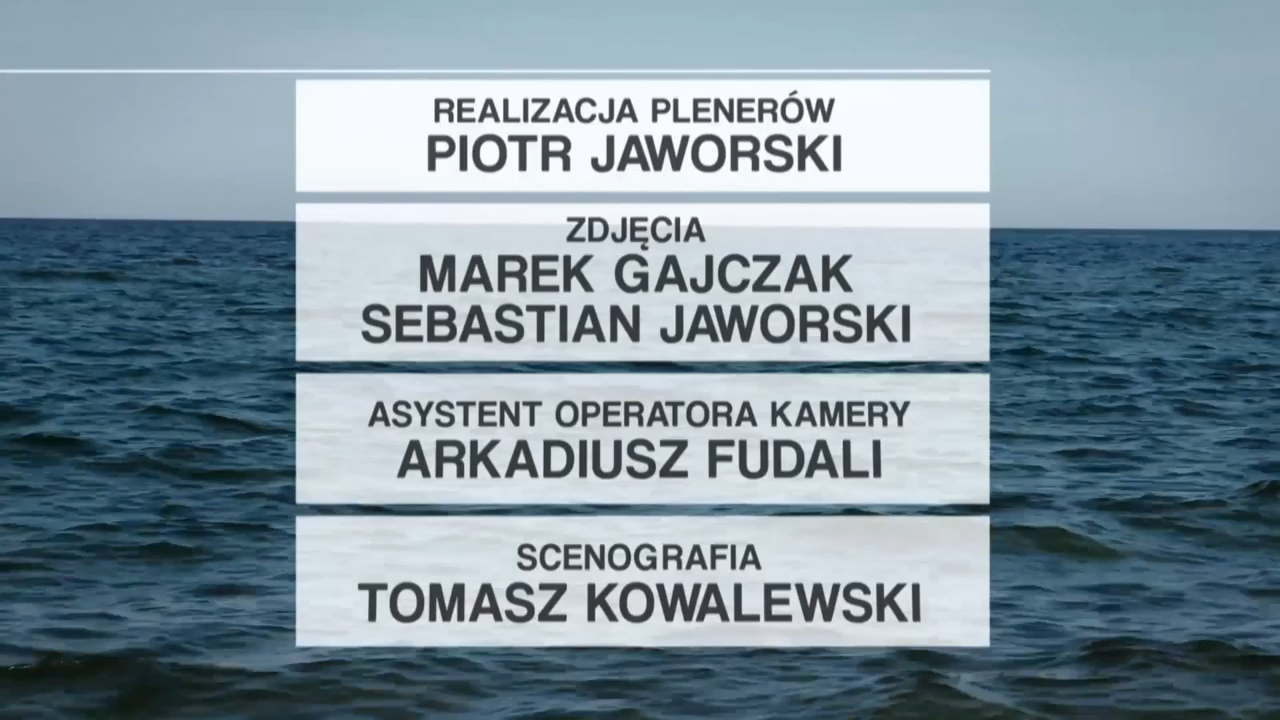 REALIZACJA PLENERÓW
PIOTR JAWORSKI
ZDJĘCIA
MAREK GAJCZAK
SEBASTIAN JAWORSKI
ASYSTENT OPERATORA KAMERY
ARKADIUSZ FUDALI
SCENOGRAFIA
TOMASZ KOWALEWSKI